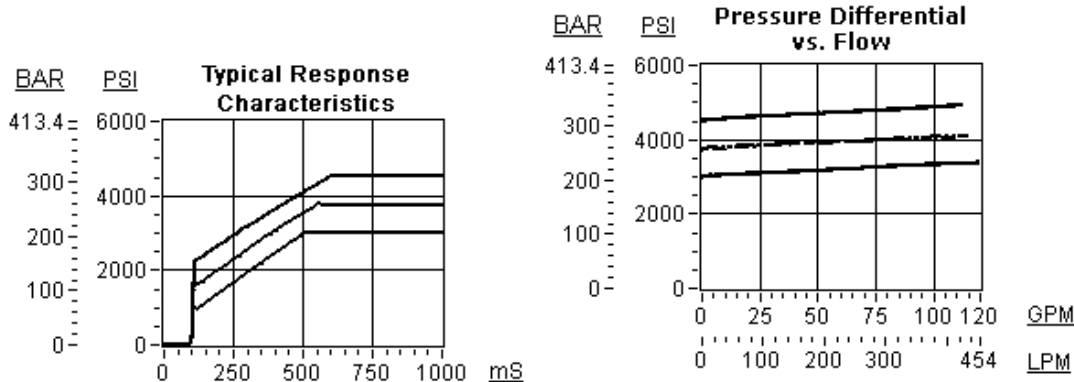 Typical Response
Characteristics
BAR PSI
413.4 6000
300
4000
200
2000
100
0 0
0 250 500 750 1000 mS
Pressure Differential
vs. Flow
BAR PSI
413.4 6000
300
4000
200
2000
100
0 0
0 25 50 75 100 120 GPM
0 100 200 300 454 LPM